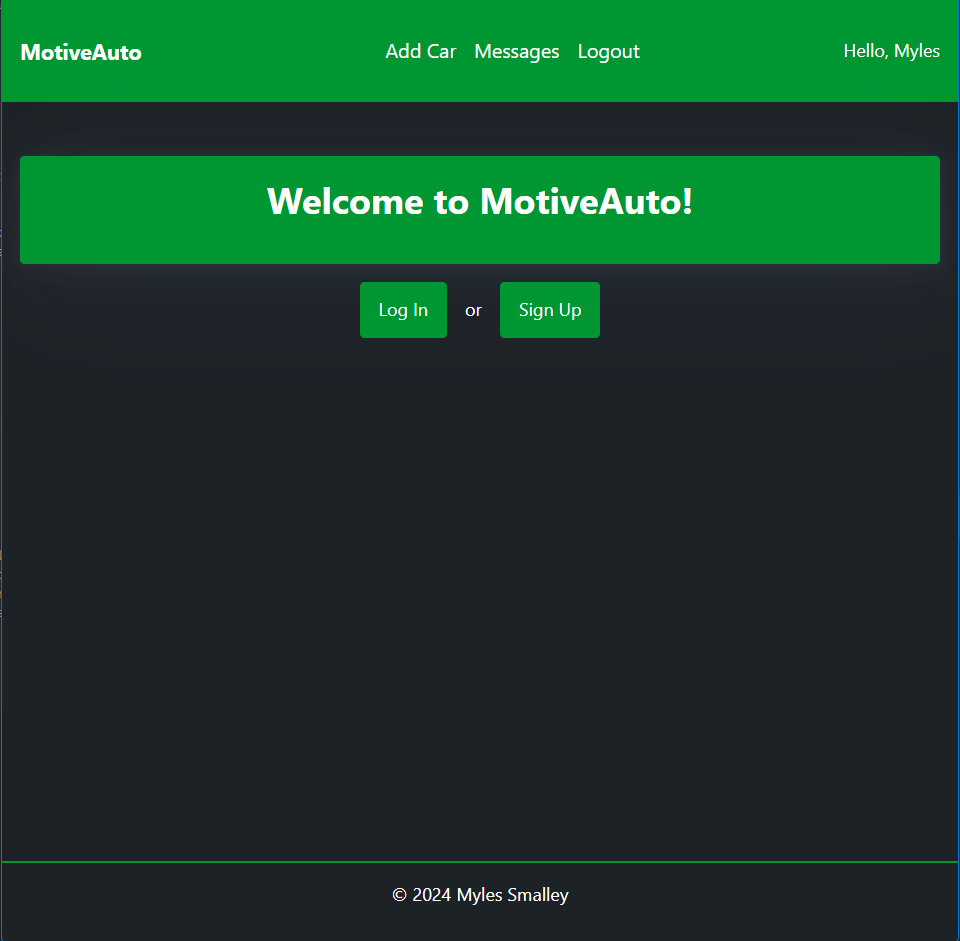 MotiveAuto Add Car Messages Logout Hello, Myles
Welcome to MotiveAuto!
Log In or Sign Up
© 2024 Myles Smalley